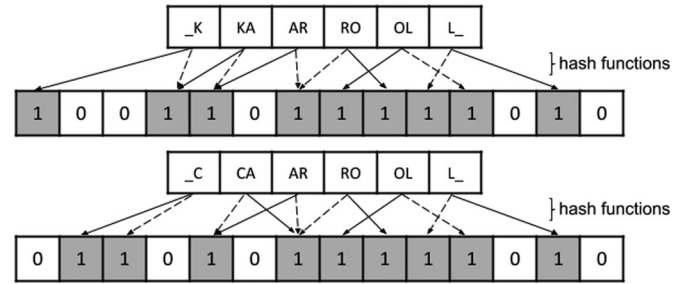 _K KA AR RO OL L_
hash functions
1 0 0 1 1 0 1 1 1 1 1 0 1 0
_C CA AR RO OL L_
hash functions
0 1 1 0 1 0 1 1 1 1 1 0 1 0